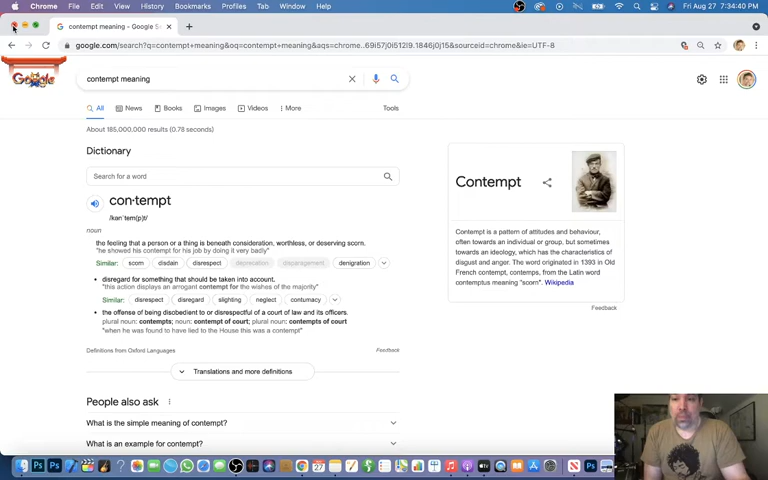 Chrome File Edit View History Bookmarks Profiles Tab Window Help Fri Aug 27 7:34:40 PM
contempt meaning - Google Se
google.com/search?q=contempt+meaning&oq=contempt+meaning&aqs=chrome..69i57j0i512l9.1846j0j15&sourceid=chrome&ie=UTF-8
Google
contempt meaning
All News Books Images Videos More Tools
About 185,000,000 results (0.78 seconds)
Dictionary
Search for a word
con·tempt
/kənˈtem(p)t/
noun
the feeling that a person or a thing is beneath consideration, worthless, or deserving scorn.
"he showed his contempt for his job by doing it very badly"
Similar: scorn disdain disrespect deprecation disparagement denigration
• disregard for something that should be taken into account.
"this action displays an arrogant contempt for the wishes of the majority"
Similar: disrespect disregard slighting neglect contumacy
• the offense of being disobedient to or disrespectful of a court of law and its officers.
plural noun: contempts; noun: contempt of court; plural noun: contempts of court
"when he was found to have lied to the House this was a contempt"
Definitions from Oxford Languages Feedback
Translations and more definitions
People also ask
What is the simple meaning of contempt?
What is an example for contempt?
Contempt
Contempt is a pattern of attitudes and behaviour,
often towards an individual or group, but sometimes
towards an ideology, which has the characteristics of
disgust and anger. The word originated in 1393 in Old
French contempt, contemps, from the Latin word
contemptus meaning "scorn". Wikipedia
Feedback